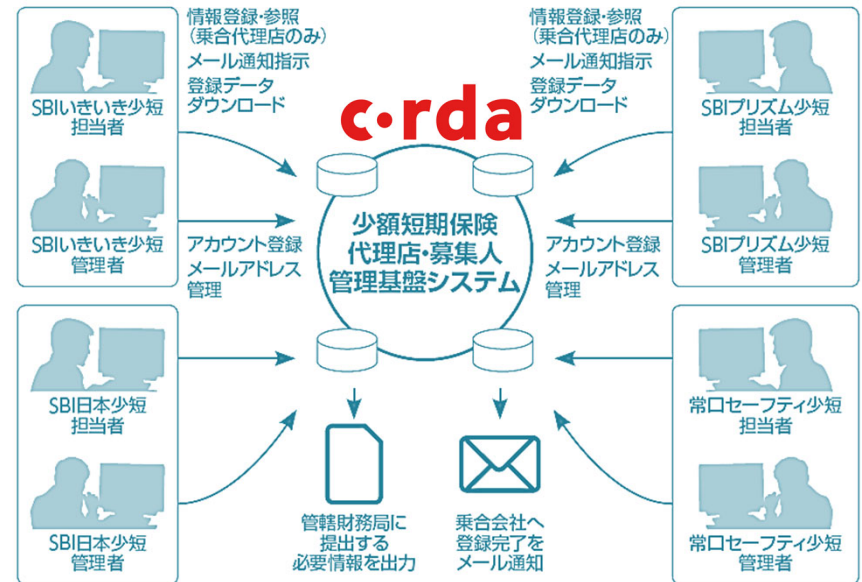 情報登録・参照
(乗合代理店のみ)
メール通知指示
登録データ
ダウンロード
SBIいきいき少短
担当者
SBIいきいき少短
管理者
アカウント登録
メールアドレス
管理
corda
少額短期保険
代理店・募集人
管理基盤システム
情報登録・参照
(乗合代理店のみ)
メール通知指示
登録データ
ダウンロード
SBIプリズム少短
担当者
SBIプリズム少短
管理者
アカウント登録
メールアドレス
管理
SBI日本少短
担当者
SBI日本少短
管理者
管轄財務局に
提出する
必要情報を出力
乗合会社へ
登録完了を
メール通知
常口セーフティ少短
担当者
常口セーフティ少短
管理者